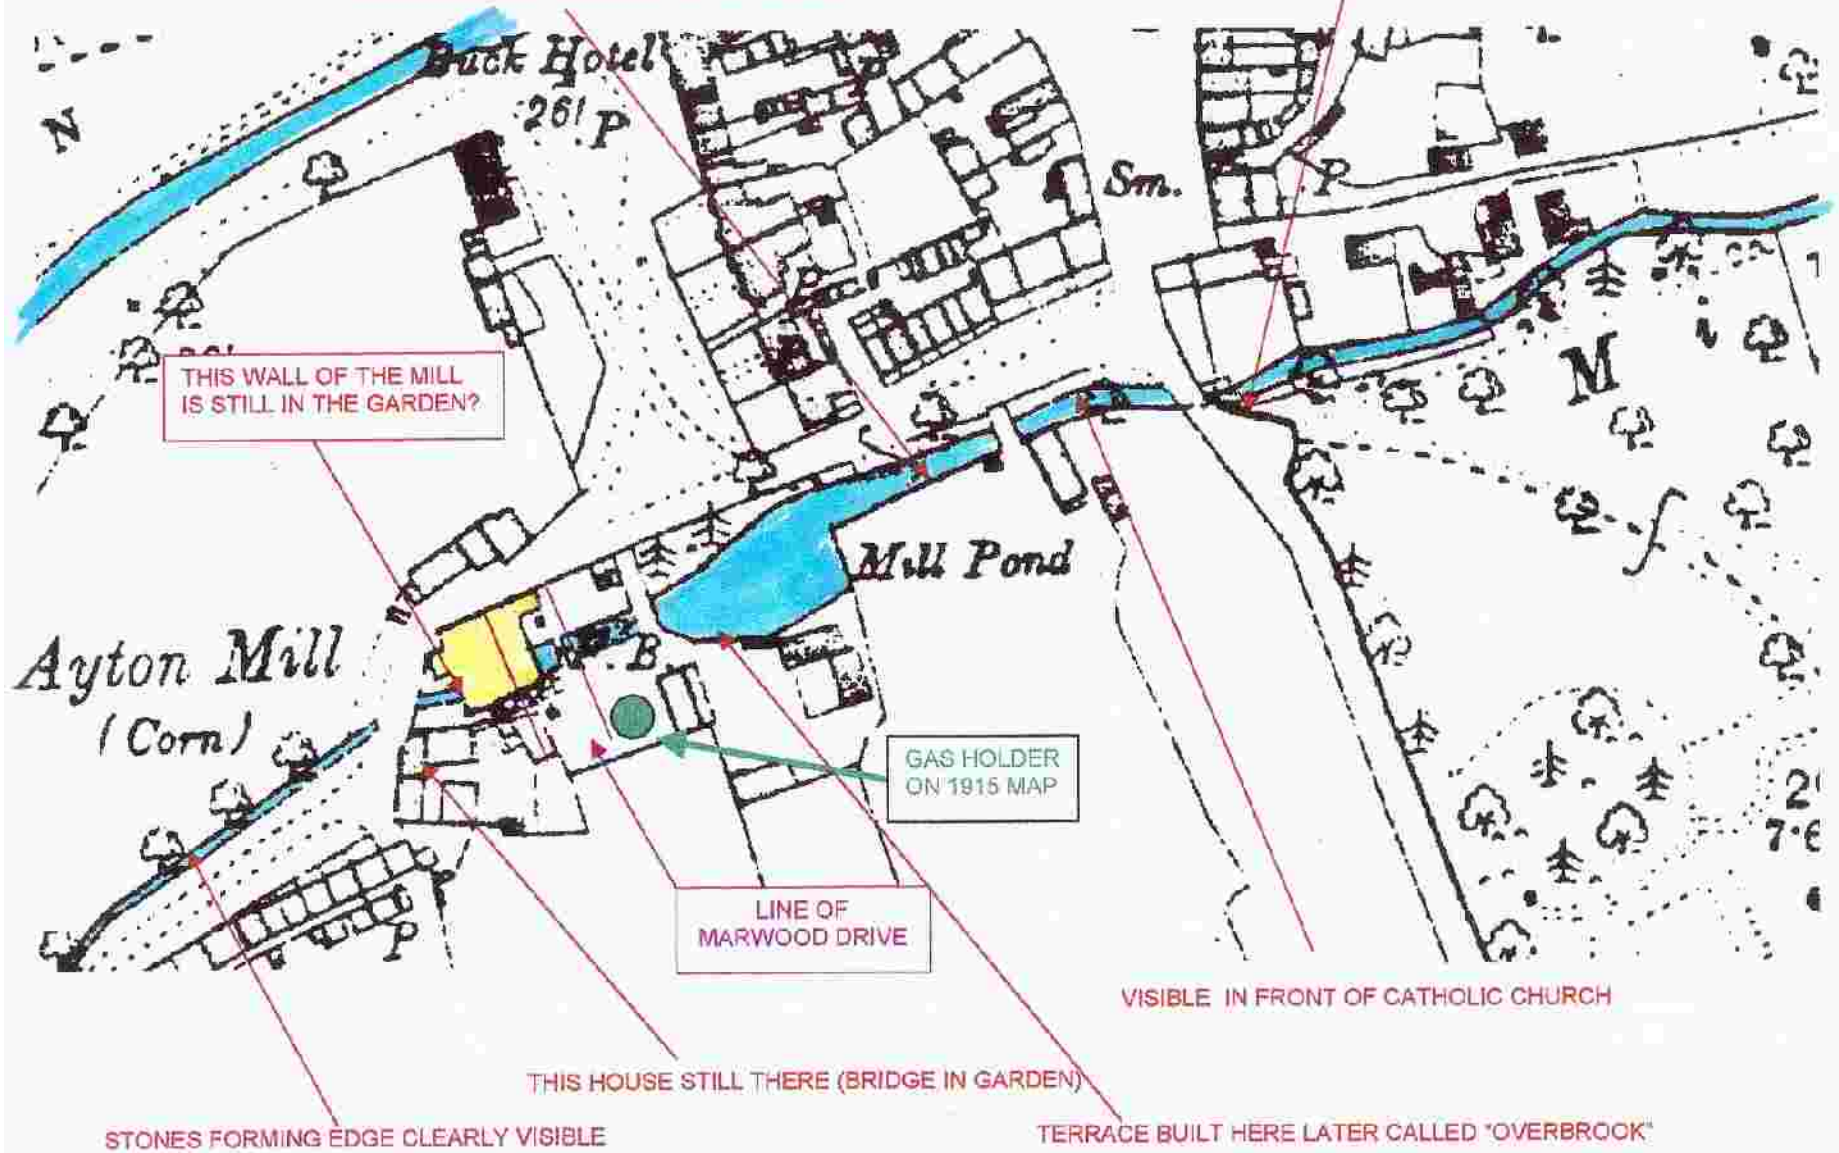 Buck Hotel
N
261
P
P
Sm.
P
M i
THIS WALL OF THE MILL
IS STILL IN THE GARDEN?
f
Mill Pond
Ayton Mill
(Corn)
B
GAS HOLDER
ON 1915 MAP
LINE OF
MARWOOD DRIVE
P
VISIBLE IN FRONT OF CATHOLIC CHURCH
THIS HOUSE STILL THERE (BRIDGE IN GARDEN)
STONES FORMING EDGE CLEARLY VISIBLE
TERRACE BUILT HERE LATER CALLED "OVERBROOK"